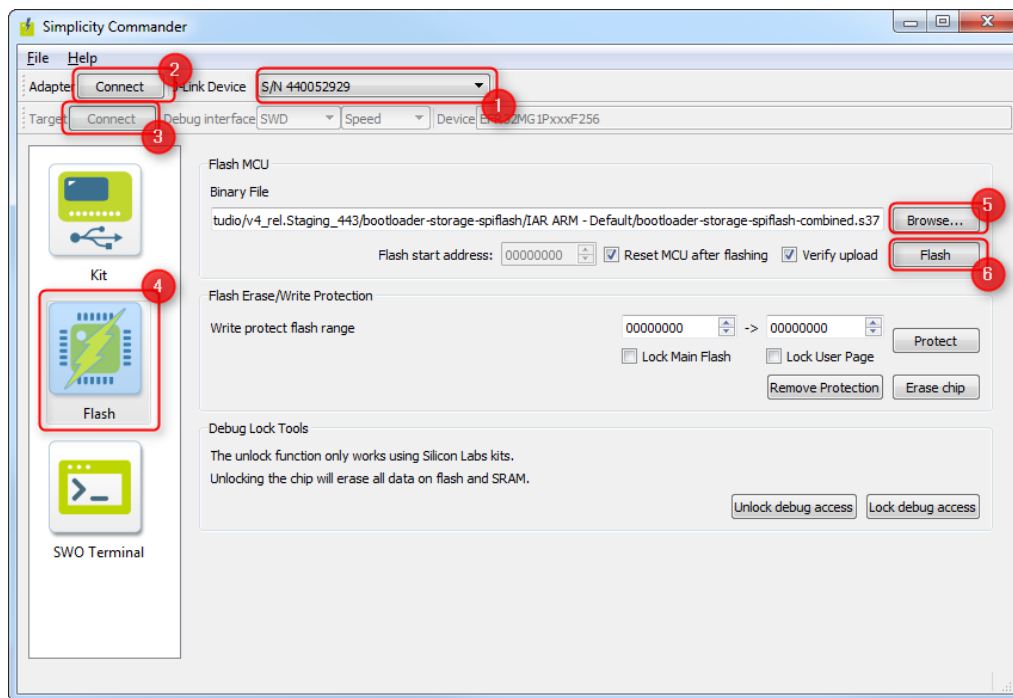 Simplicity Commander
File Help
2
Adapter Connect J-Link Device S/N 440052929
1
Target Connect Debug interface SWD Speed Device EFR32MG1PxxxF256
3
Flash MCU
Binary File
tudio/v4_rel.Staging_443/bootloader-storage-spiflash/IAR ARM - Default/bootloader-storage-spiflash-combined.s37 Browse...
5
Flash start address: 00000000 Reset MCU after flashing Verify upload Flash
6
Kit
4
Flash Erase/Write Protection
Write protect flash range 00000000 -> 00000000 Protect
Lock Main Flash Lock User Page
Remove Protection Erase chip
Flash
Debug Lock Tools
The unlock function only works using Silicon Labs kits.
Unlocking the chip will erase all data on flash and SRAM.
Unlock debug access Lock debug access
SWO Terminal